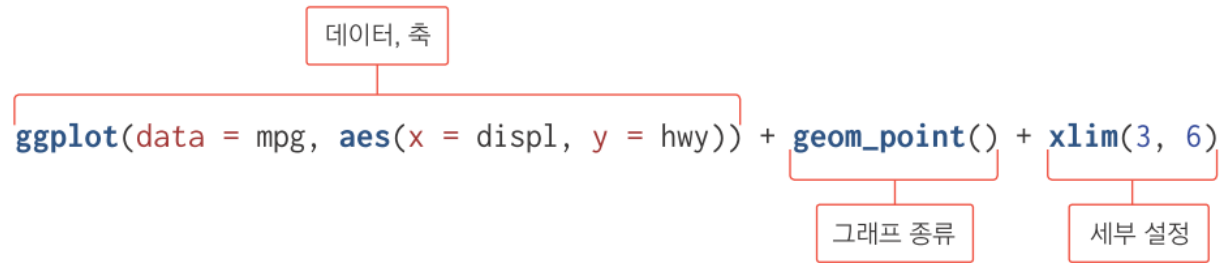 데이터, 축
ggplot(data = mpg, aes(x = displ, y = hwy)) + geom_point() + xlim(3, 6)
그래프 종류
세부 설정